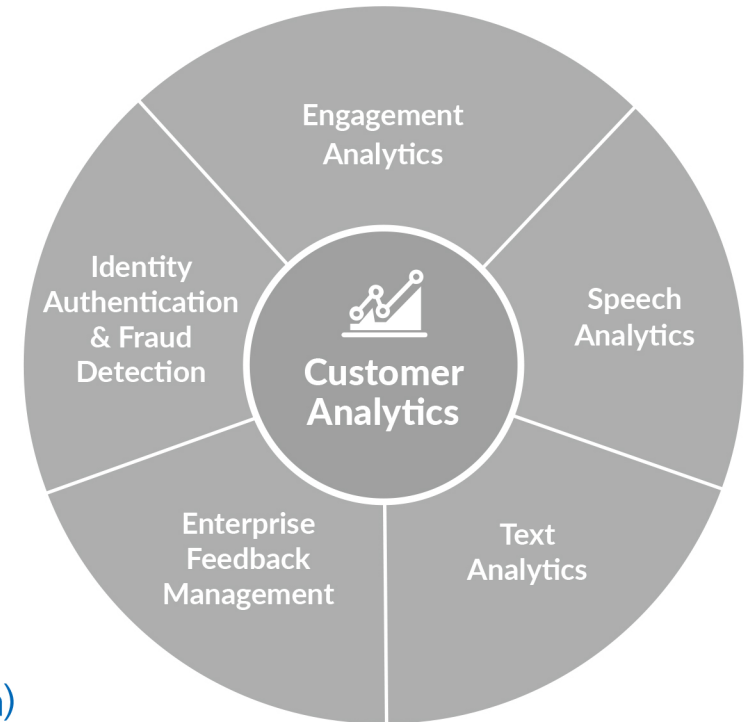 Engagement
Analytics
Identity
Authentication
& Fraud
Detection
Speech
Analytics
Customer
Analytics
Enterprise
Feedback
Management
Text
Analytics
)